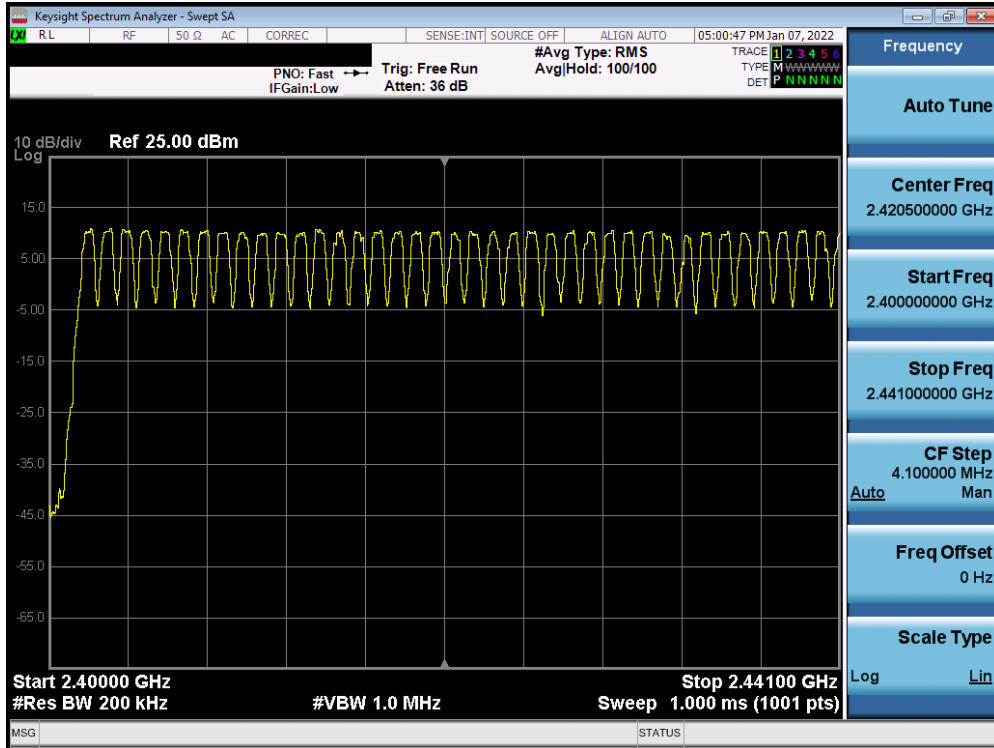 Keysight Spectrum Analyzer - Swept SA
LXI RL RF 50 Ω AC CORREC SENSE:INT SOURCE OFF ALIGN AUTO 05:00:47 PM Jan 07, 2022
PNO: Fast
IFGain:Low
Trig: Free Run
Atten: 36 dB
#Avg Type: RMS
Avg|Hold: 100/100
TRACE 1 2 3 4 5 6
TYPE M WWWWW
DET P N N N N N
10 dB/div
Log
Ref 25.00 dBm
15.0
5.00
-5.00
-15.0
-25.0
-35.0
-45.0
-55.0
-65.0
Start 2.40000 GHz
Stop 2.44100 GHz
#Res BW 200 kHz
#VBW 1.0 MHz
Sweep 1.000 ms (1001 pts)
MSG
STATUS
Frequency
Auto Tune
Center Freq
2.420500000 GHz
Start Freq
2.400000000 GHz
Stop Freq
2.441000000 GHz
CF Step
4.100000 MHz
Auto Man
Freq Offset
0 Hz
Scale Type
Log Lin